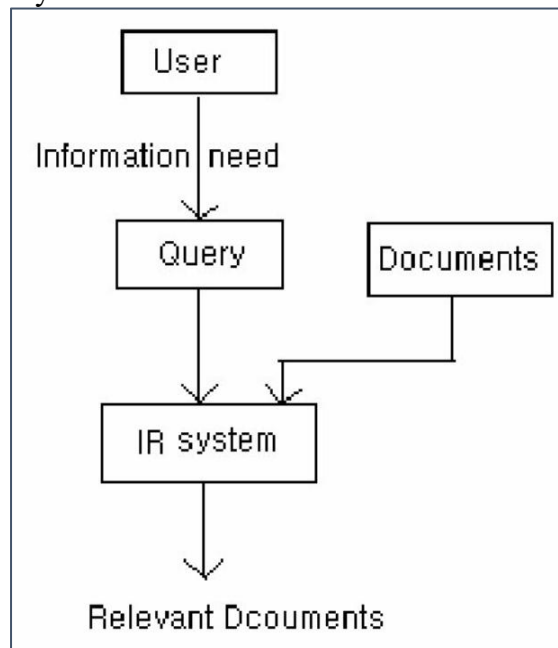 User
Information need
Query
Documents
IR system
Relevant Dcouments